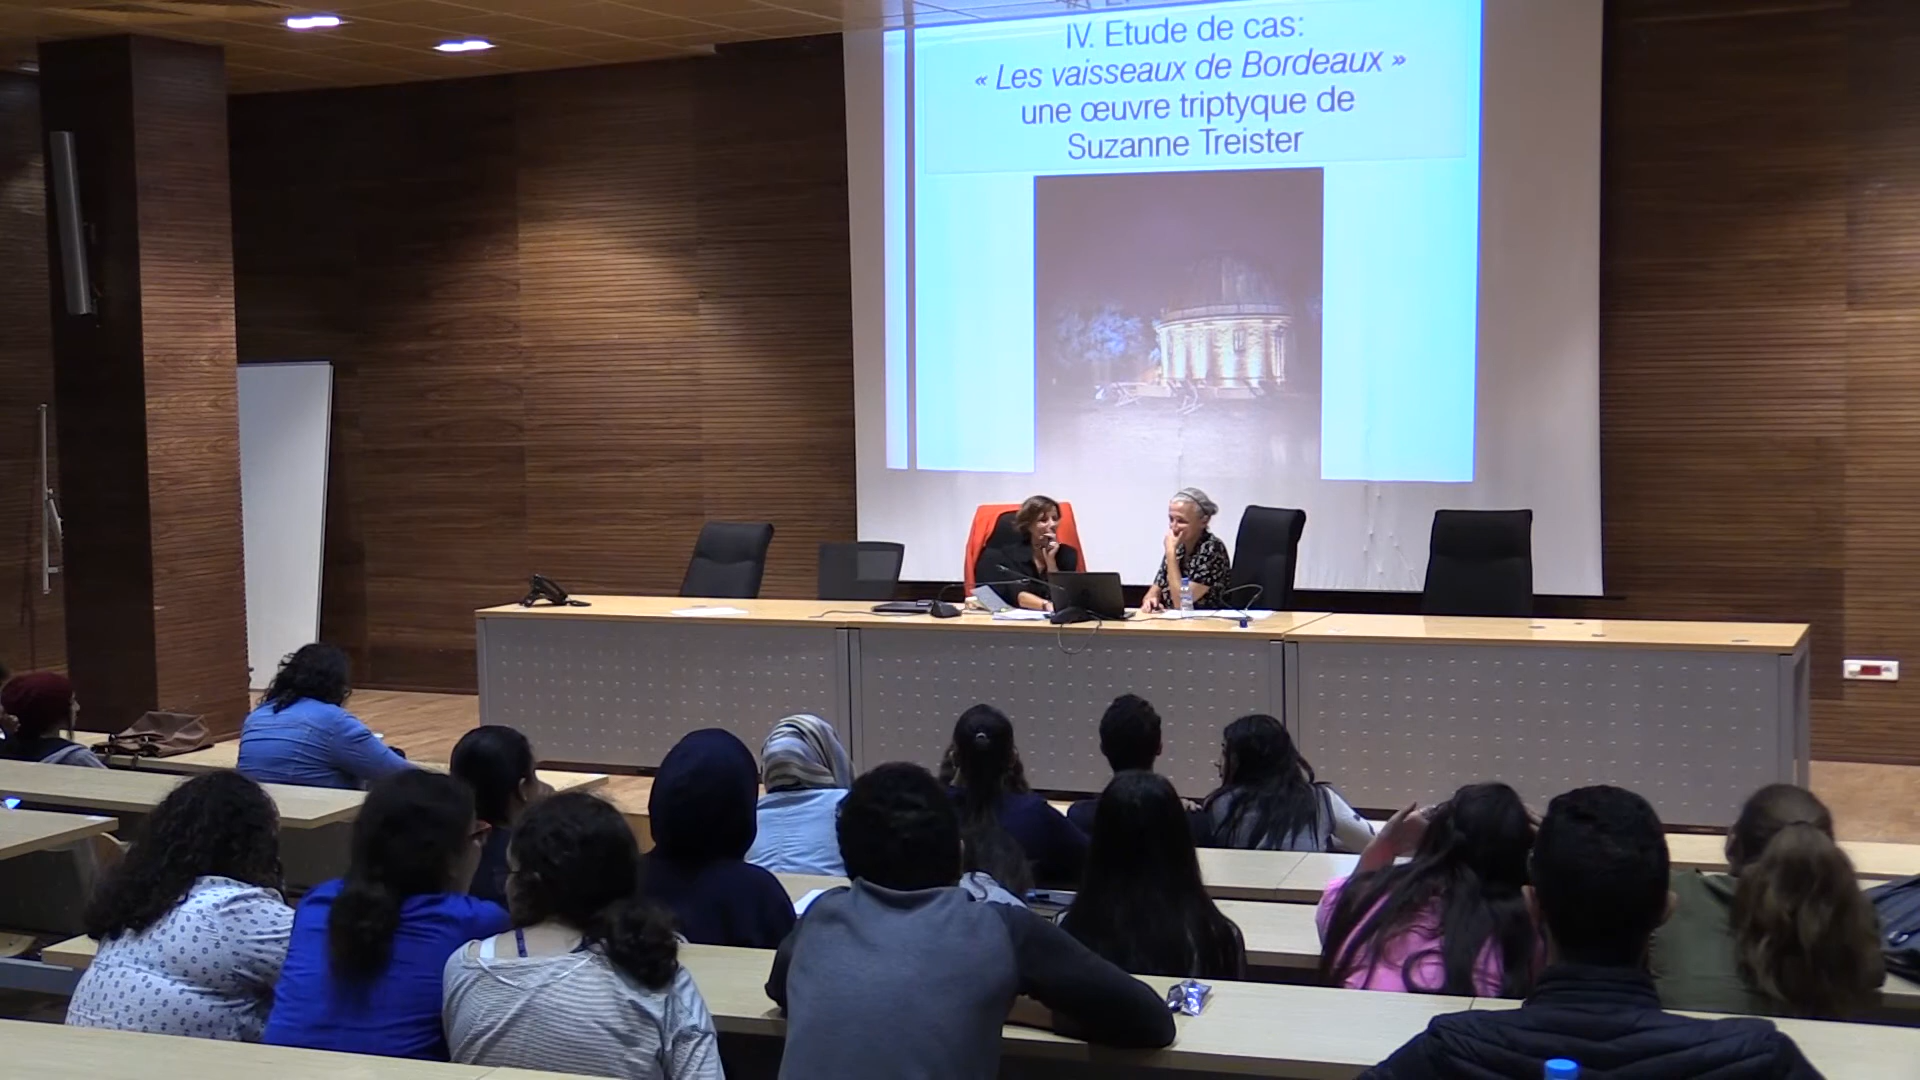 IV. Etude de cas:
« Les vaisseaux de Bordeaux »
une œuvre triptyque de
Suzanne Treister